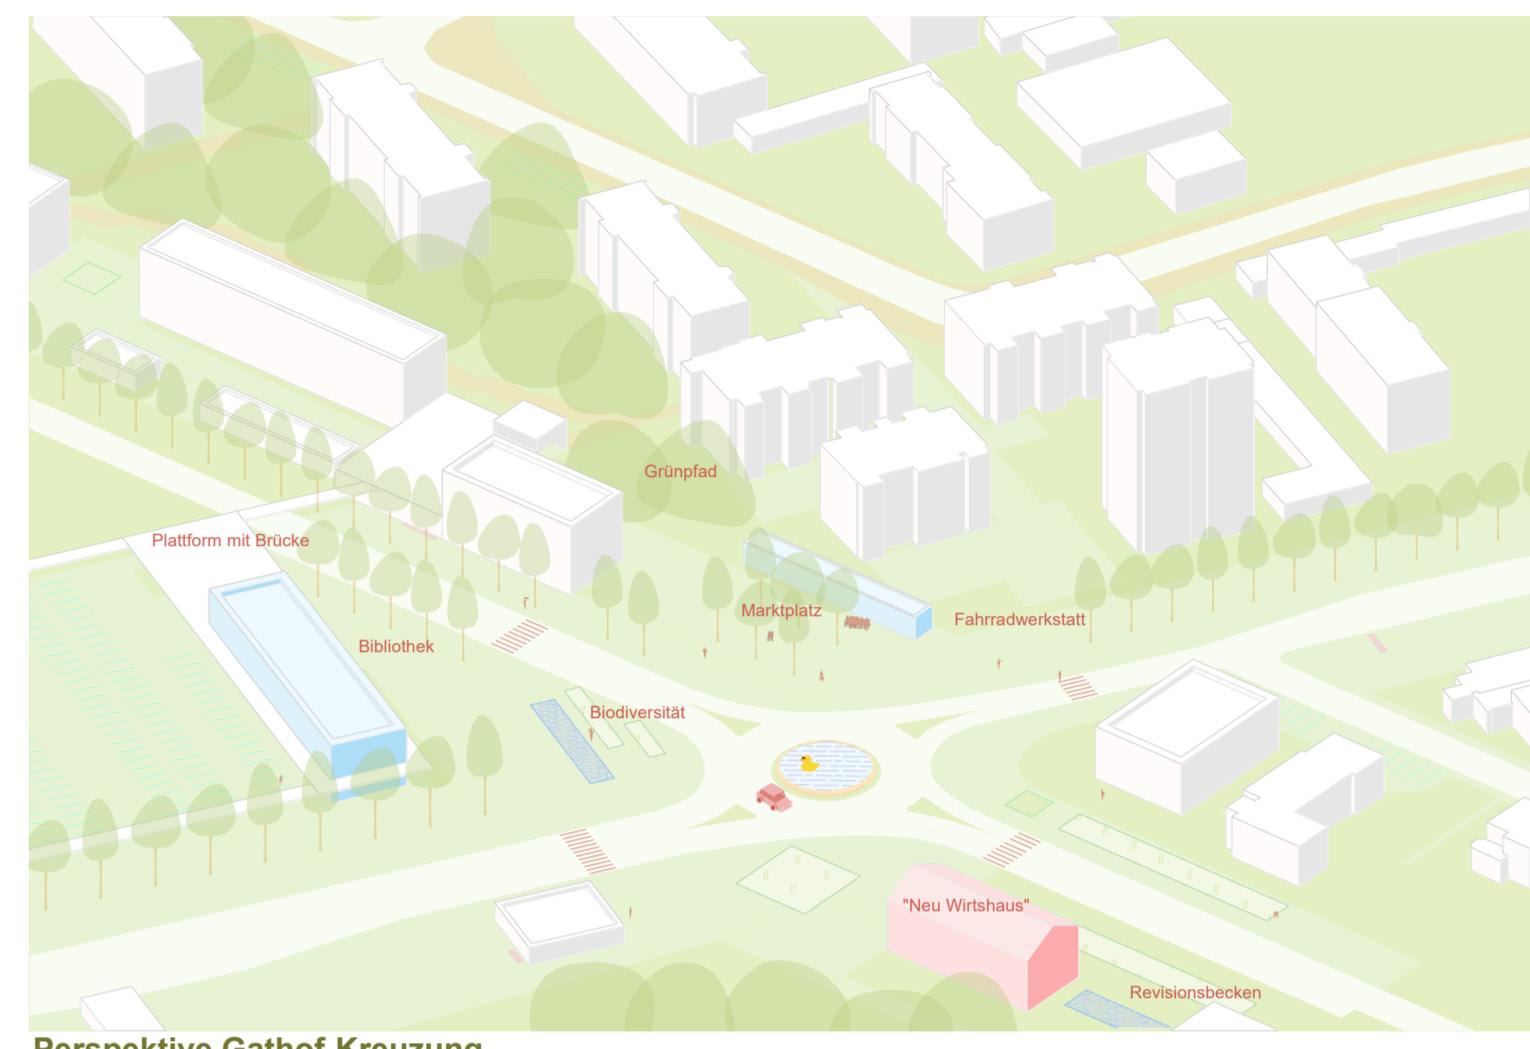 Grünpfad
Plattform mit Brücke
Marktplatz
Fahrradwerkstatt
Bibliothek
Biodiversität
"Neu Wirtshaus"
Revisionsbecken
Perspektive Gathof-Kreuzung